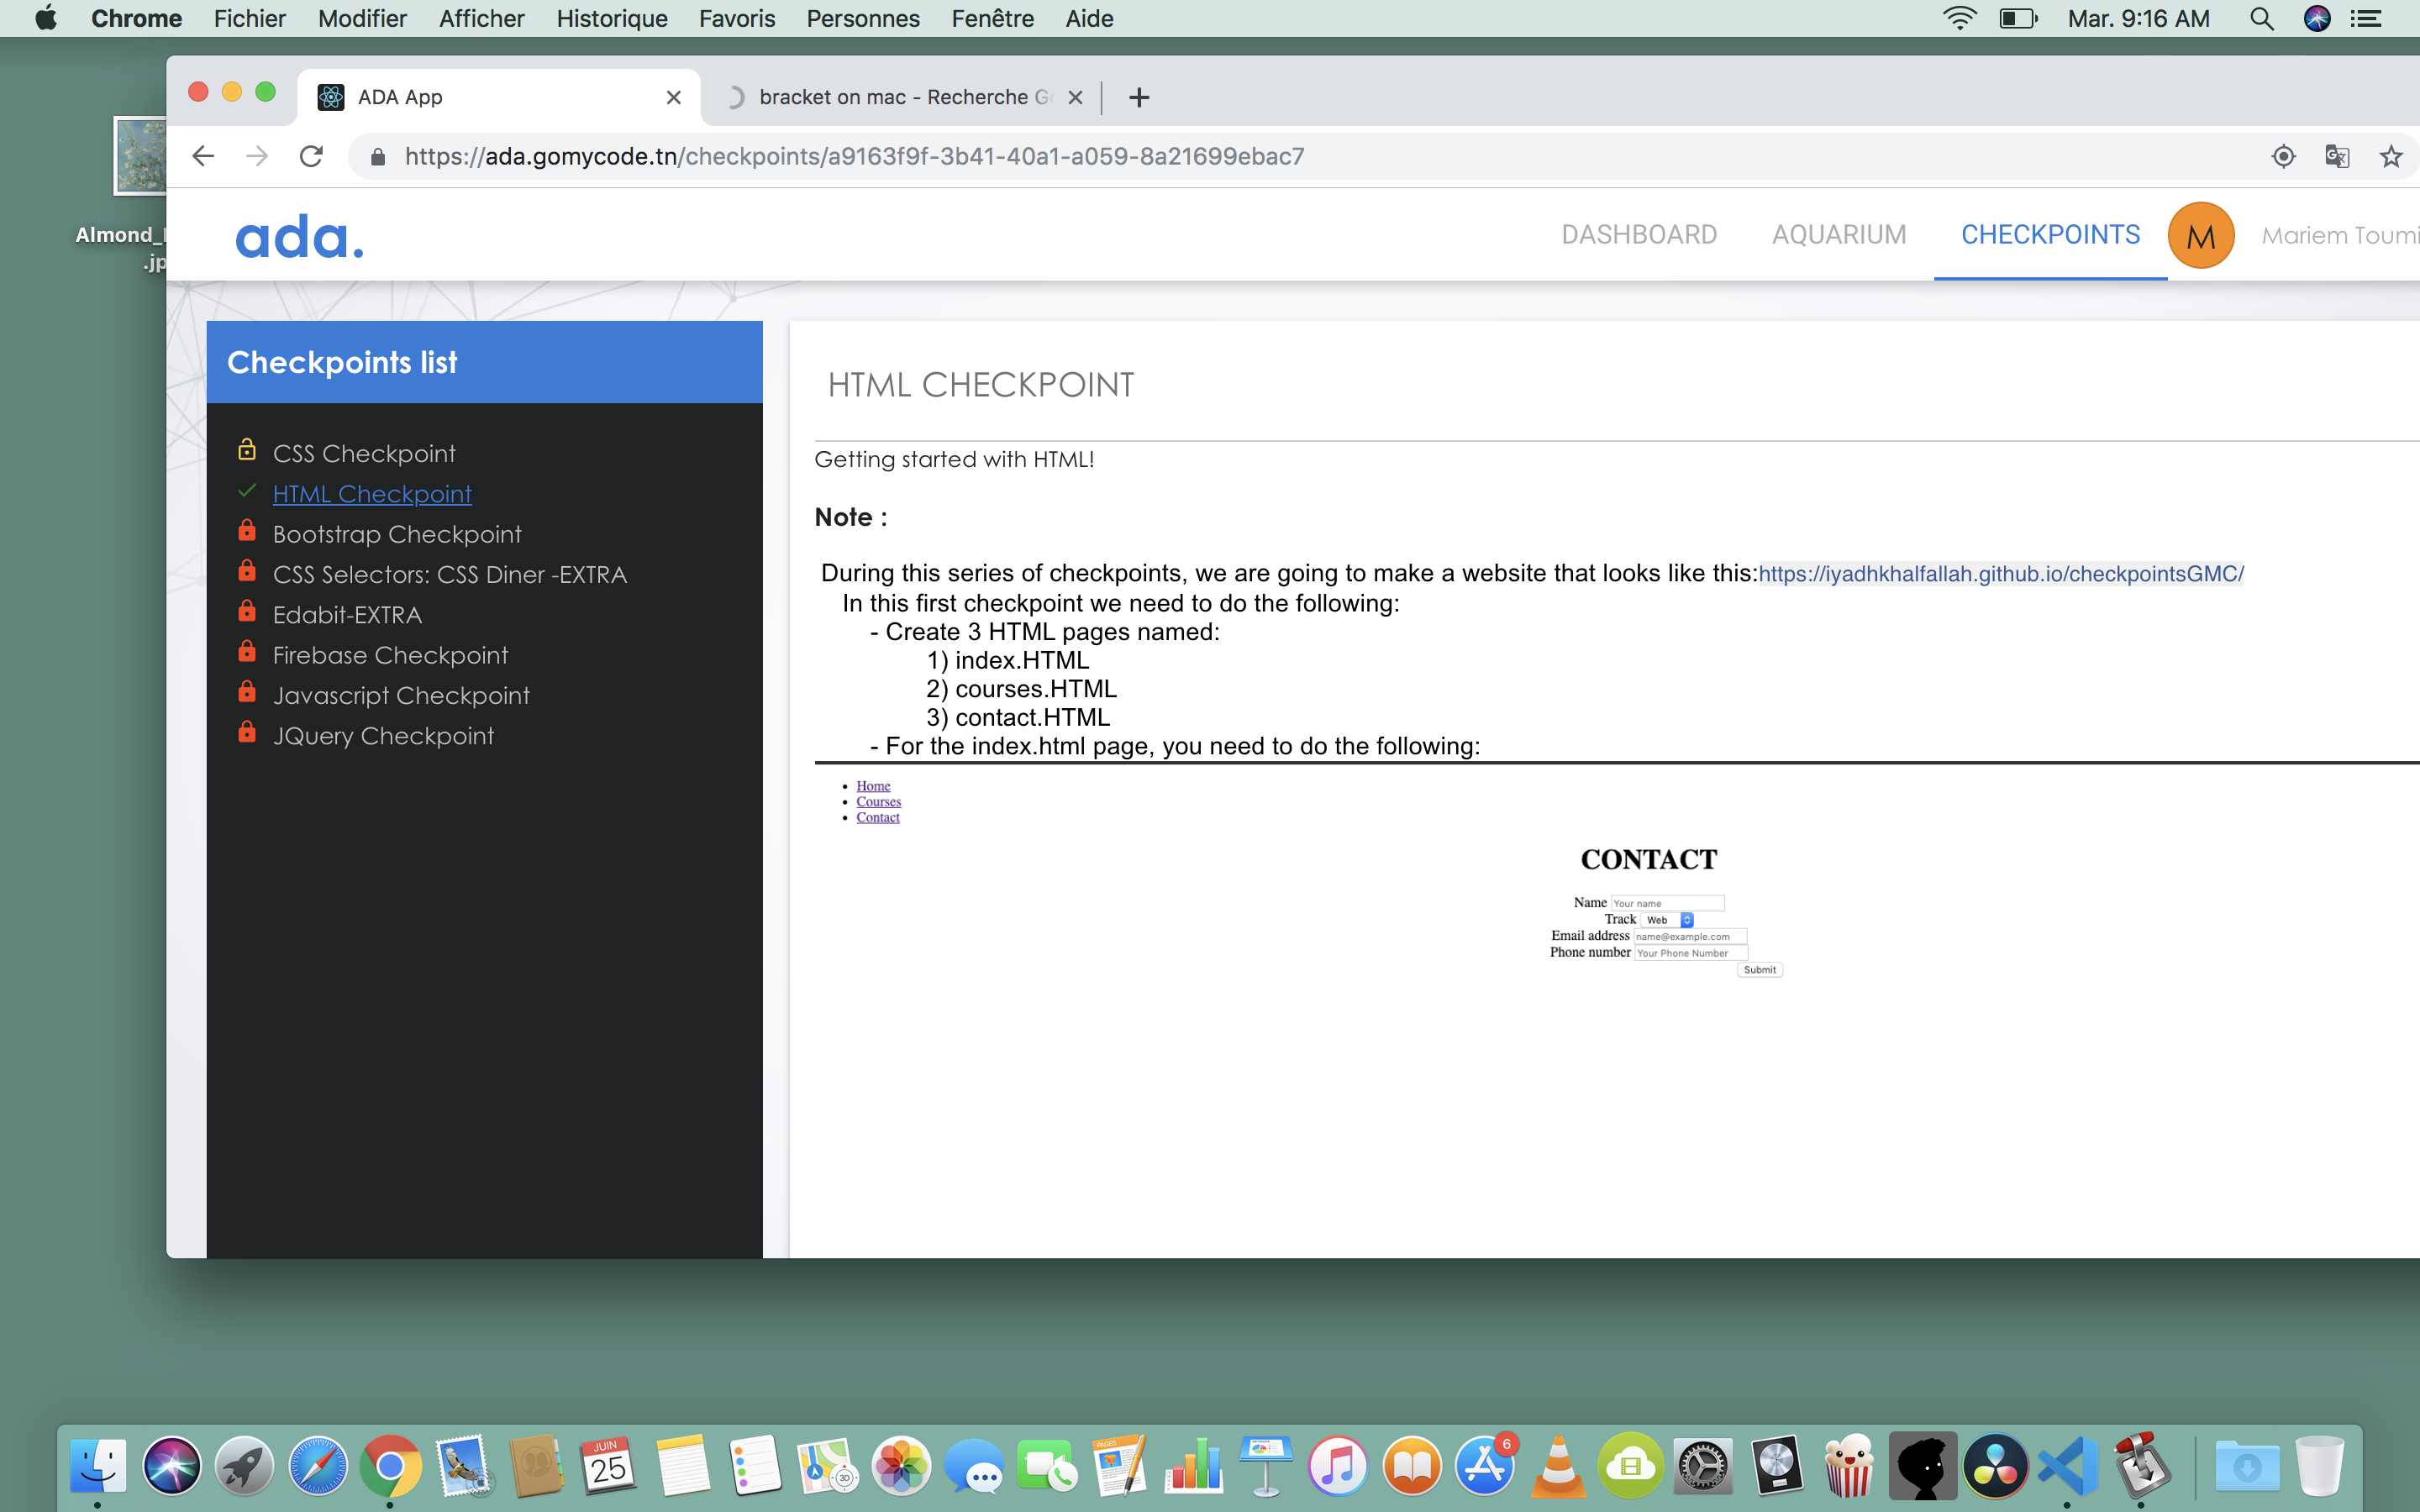 Chrome Fichier Modifier Afficher Historique Favoris Personnes Fenêtre Aide Mar. 9:16 AM
ADA App
bracket on mac - Recherche G
https://ada.gomycode.tn/checkpoints/a9163f9f-3b41-40a1-a059-8a21699ebac7
Almond_
.jp
ada.
DASHBOARD AQUARIUM CHECKPOINTS M Mariem Toumi
Checkpoints list
CSS Checkpoint
HTML Checkpoint
Bootstrap Checkpoint
CSS Selectors: CSS Diner -EXTRA
Edabit-EXTRA
Firebase Checkpoint
Javascript Checkpoint
JQuery Checkpoint
HTML CHECKPOINT
Getting started with HTML!
Note :
During this series of checkpoints, we are going to make a website that looks like this:https://iyadhkhalfallah.github.io/checkpointsGMC/
In this first checkpoint we need to do the following:
- Create 3 HTML pages named:
1) index.HTML
2) courses.HTML
3) contact.HTML
- For the index.html page, you need to do the following:
• Home
• Courses
• Contact
CONTACT
Name Your name
Track Web
Email address name@example.com
Phone number Your Phone Number
Submit
JUIN
25
3D
PAGES
6